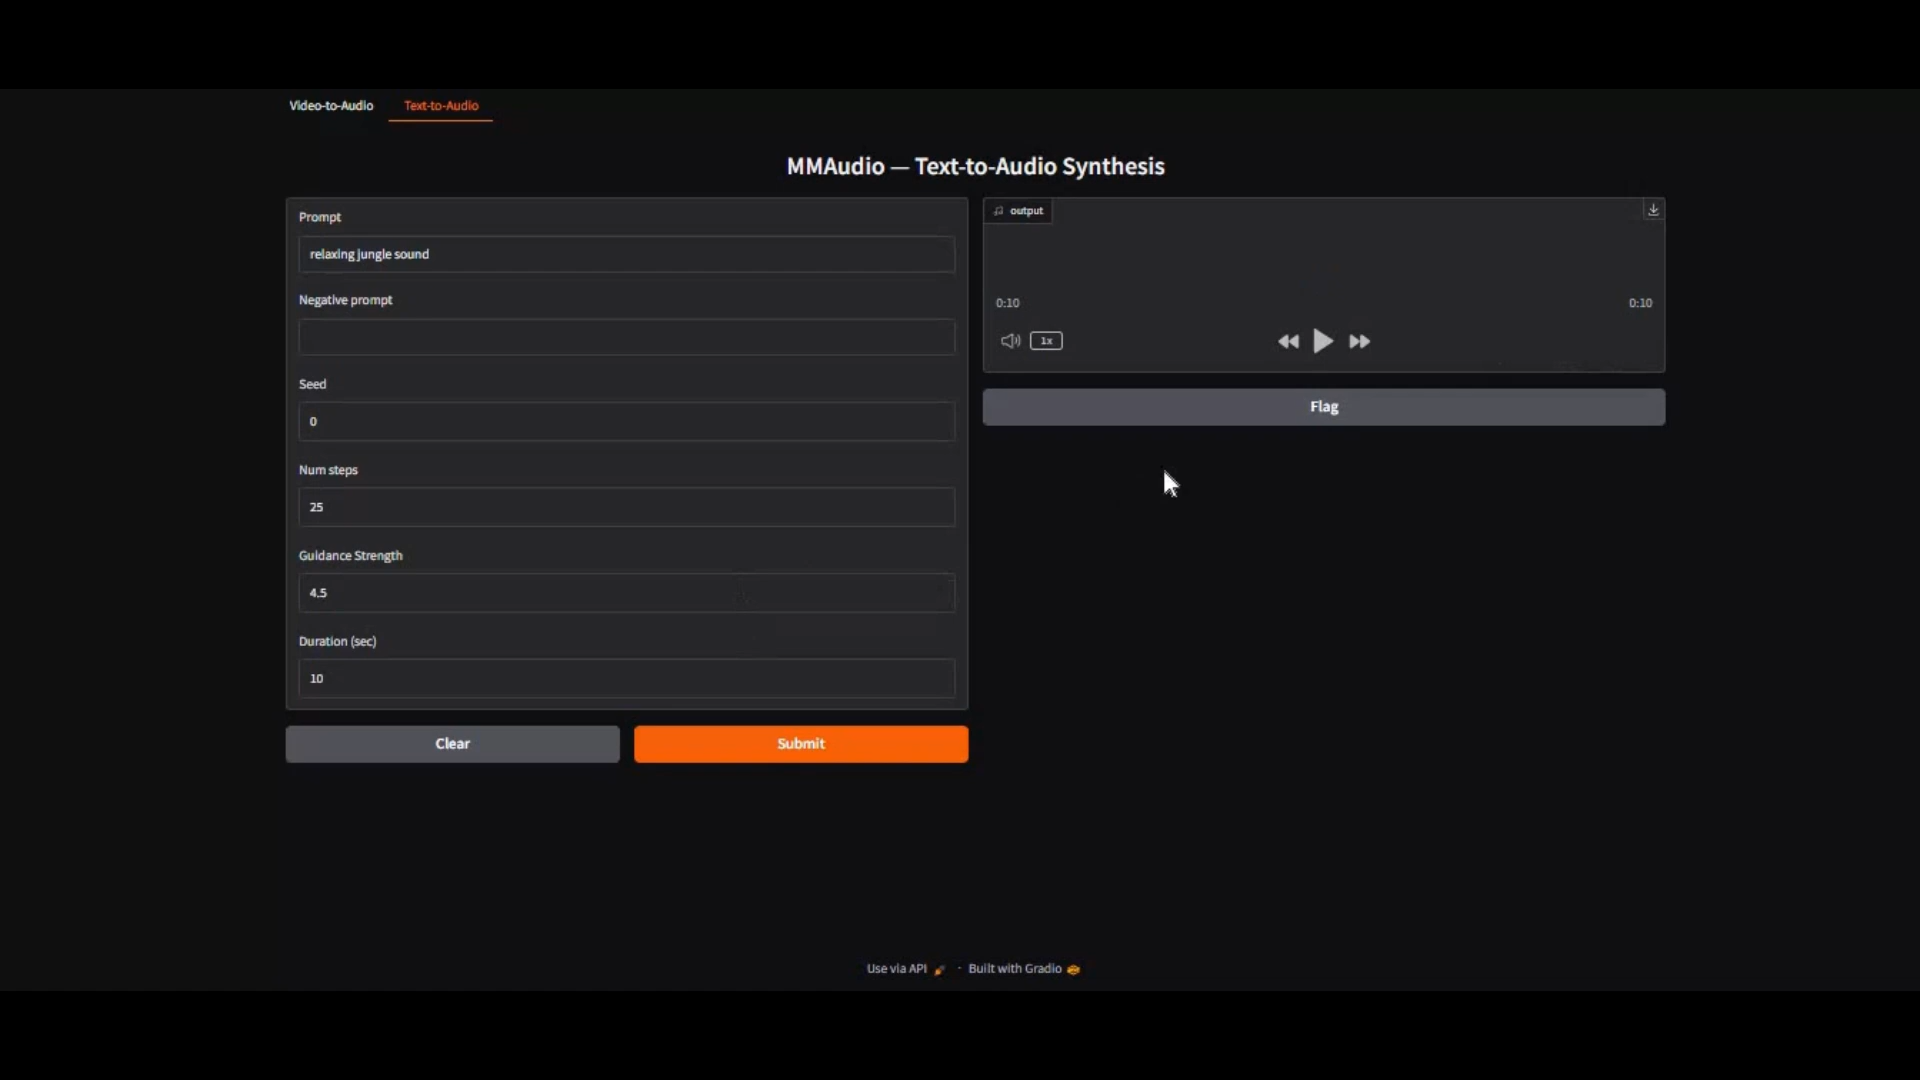 Video-to-Audio Text-to-Audio
MMAudio — Text-to-Audio Synthesis
Prompt
relaxing jungle sound
Negative prompt
Seed
0
Num steps
25
Guidance Strength
4.5
Duration (sec)
10
Clear Submit
output
0:10 0:10
1x
Flag
Use via API · Built with Gradio